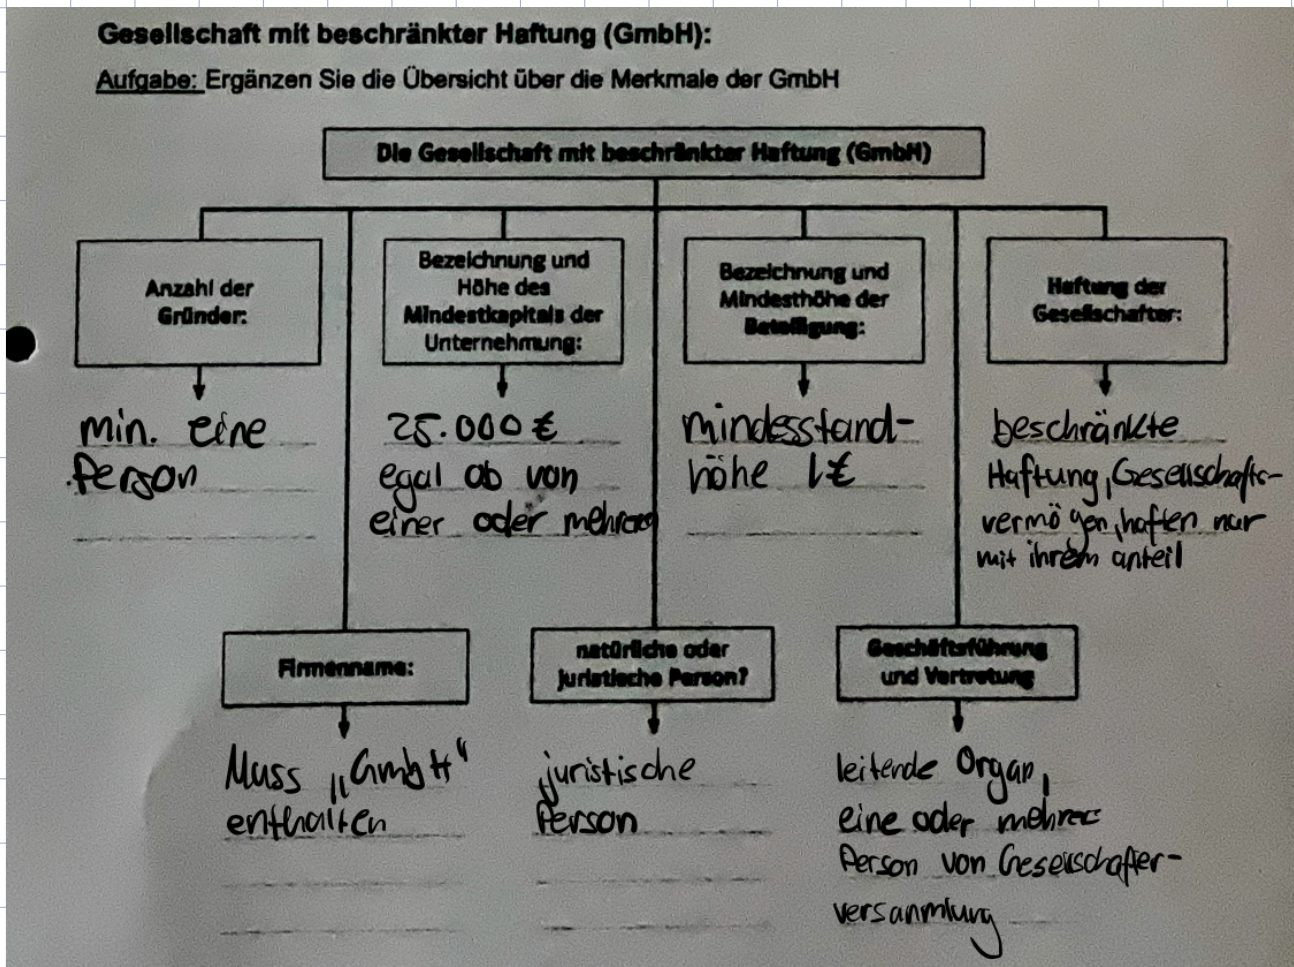 Gesellschaft mit beschränkter Haftung (GmbH):
Aufgabe: Ergänzen Sie die Übersicht über die Merkmale der GmbH
Die Gesellschaft mit beschränkter Haftung (GmbH)
Anzahl der
Gründer:
min. eine
Person
Bezeichnung und
Höhe des
Mindestkapitals der
Unternehmung:
25.000 €
egal ob von
einer oder mehrere
Bezeichnung und
Mindesthöhe der
Beteiligung:
mindesstand-
höhe 1€
Haftung der
Gesellschafter:
beschränkte
Haftung, Gesellschafts-
vermögen, haften nur
mit ihrem anteil
Firmenname:
Muss „GmbH"
enthalten
natürliche oder
juristische Person?
juristische
Person
Geschäftsführung
und Vertretung
leitende Organ,
eine oder mehrere
Person von Gesellschafter-
versammlung